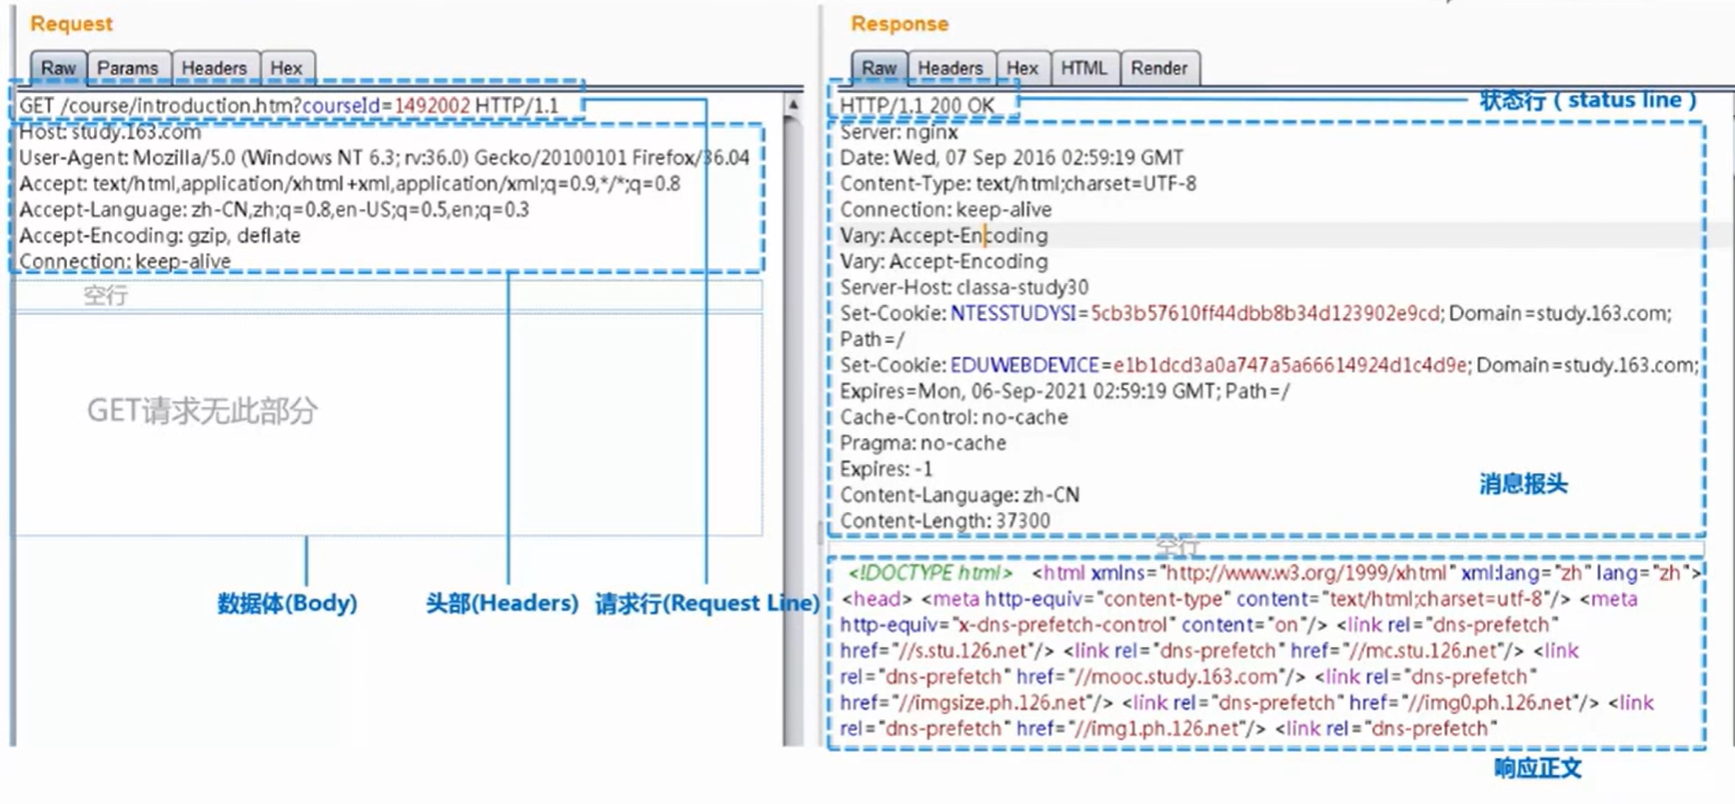 Request
Raw Params Headers Hex
GET /course/introduction.htm?courseId=1492002 HTTP/1.1
Host: study.163.com
User-Agent: Mozilla/5.0 (Windows NT 6.3; rv:36.0) Gecko/20100101 Firefox/36.04
Accept: text/html,application/xhtml+xml,application/xml;q=0.9,*/*;q=0.8
Accept-Language: zh-CN,zh;q=0.8,en-US;q=0.5,en;q=0.3
Accept-Encoding: gzip, deflate
Connection: keep-alive
空行
GET请求无此部分
数据体(Body)
头部(Headers)
请求行(Request Line)
Response
Raw Headers Hex HTML Render
HTTP/1.1 200 OK
状态行 ( status line )
Server: nginx
Date: Wed, 07 Sep 2016 02:59:19 GMT
Content-Type: text/html;charset=UTF-8
Connection: keep-alive
Vary: Accept-Encoding
Vary: Accept-Encoding
Server-Host: classa-study30
Set-Cookie: NTESSTUDYSI=5cb3b57610ff44dbb8b34d123902e9cd; Domain=study.163.com;
Path=/
Set-Cookie: EDUWEBDEVICE=e1b1dcd3a0a747a5a66614924d1c4d9e; Domain=study.163.com;
Expires=Mon, 06-Sep-2021 02:59:19 GMT; Path=/
Cache-Control: no-cache
Pragma: no-cache
Expires: -1
Content-Language: zh-CN
Content-Length: 37300
消息报头
空行
<!DOCTYPE html> <html xmlns="http://www.w3.org/1999/xhtml" xml:lang="zh" lang="zh">
<head> <meta http-equiv="content-type" content="text/html;charset=utf-8"/> <meta
http-equiv="x-dns-prefetch-control" content="on"/> <link rel="dns-prefetch"
href="//s.stu.126.net"/> <link rel="dns-prefetch" href="//mc.stu.126.net"/> <link
rel="dns-prefetch" href="//mooc.study.163.com"/> <link rel="dns-prefetch"
href="//imgsize.ph.126.net"/> <link rel="dns-prefetch" href="//img0.ph.126.net"/> <link
rel="dns-prefetch" href="//img1.ph.126.net"/> <link rel="dns-prefetch"
响应正文